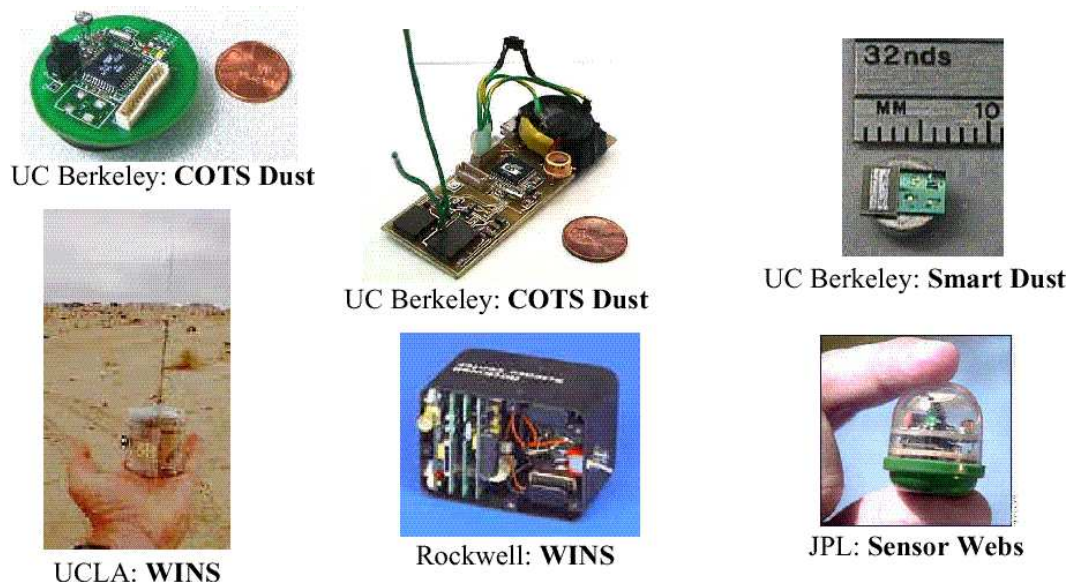 32nds
MM
10
UC Berkeley: COTS Dust
UC Berkeley: COTS Dust
UC Berkeley: Smart Dust
UCLA: WINS
Rockwell: WINS
JPL: Sensor Webs